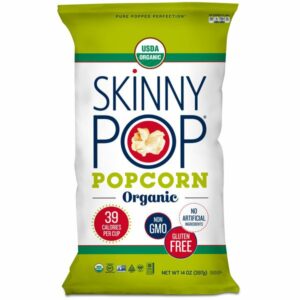 PURE POPPED PERFECTION®
USDA
ORGANIC
SKINNY
POP®
POPCORN
Organic
39
CALORIES
PER CUP
NON
GMO
NO
ARTIFICIAL
INGREDIENTS
GLUTEN
FREE
NET WT 14 OZ (397g)